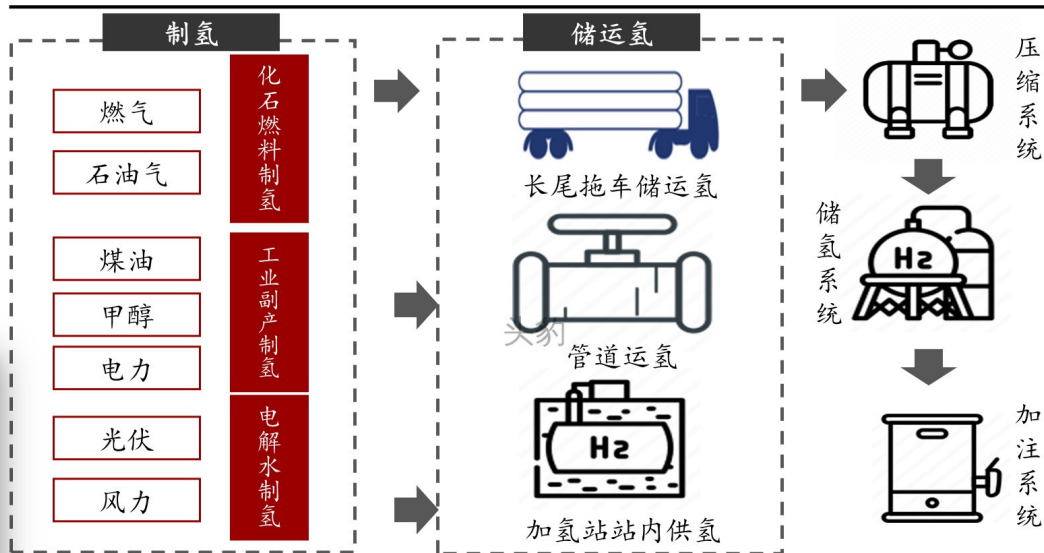 制氢
燃气
石油气
煤油
甲醇
电力
光伏
风力
化石燃料制氢
工业副产制氢
电解水制氢
储运氢
长尾拖车储运氢
头豹
管道运氢
H2
加氢站站内供氢
压缩系统
储氢系统
H2
加注系统